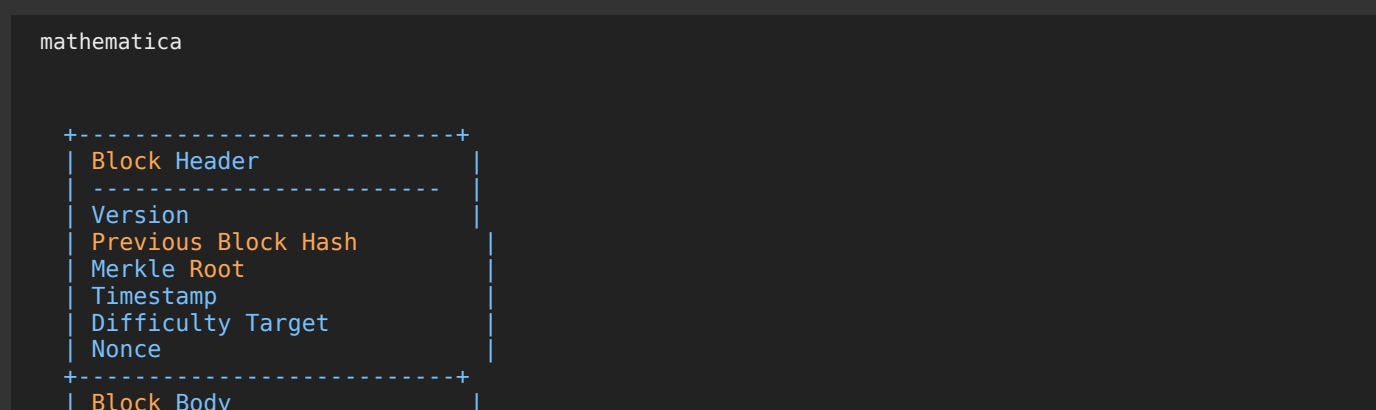 mathematica
+---------------------------+
| Block Header               |
| -------------------------  |
| Version                    |
| Previous Block Hash         |
| Merkle Root                 |
| Timestamp                   |
| Difficulty Target           |
| Nonce                       |
+---------------------------+
| Block Body                 |